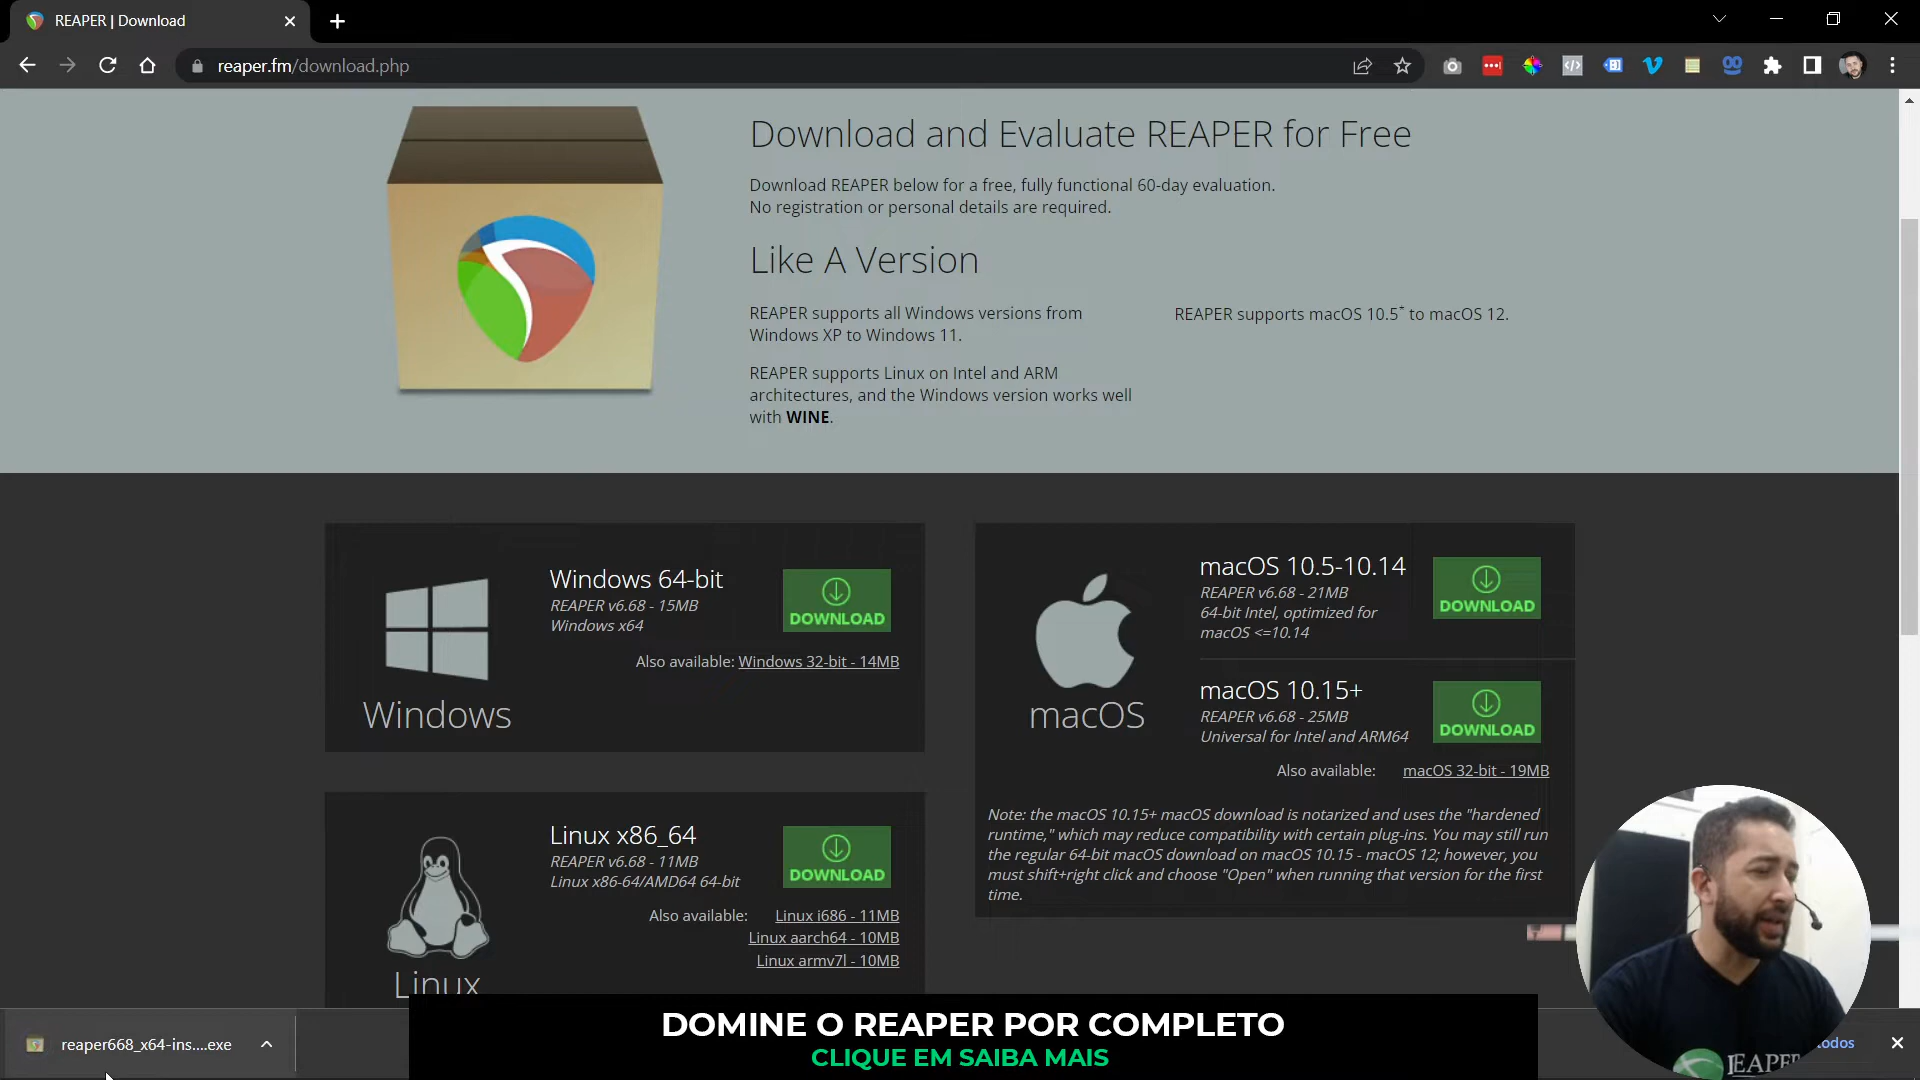 REAPER | Download
reaper.fm/download.php
Download and Evaluate REAPER for Free
Download REAPER below for a free, fully functional 60-day evaluation.
No registration or personal details are required.
Like A Version
REAPER supports all Windows versions from
Windows XP to Windows 11.
REAPER supports Linux on Intel and ARM
architectures, and the Windows version works well
with WINE.
REAPER supports macOS 10.5* to macOS 12.
Windows
Windows 64-bit
REAPER v6.68 - 15MB
Windows x64
DOWNLOAD
Also available: Windows 32-bit - 14MB
macOS
macOS 10.5-10.14
REAPER v6.68 - 21MB
64-bit Intel, optimized for
macOS <=10.14
DOWNLOAD
macOS 10.15+
REAPER v6.68 - 25MB
Universal for Intel and ARM64
DOWNLOAD
Also available: macOS 32-bit - 19MB
Note: the macOS 10.15+ macOS download is notarized and uses the "hardened
runtime," which may reduce compatibility with certain plug-ins. You may still run
the regular 64-bit macOS download on macOS 10.15 - macOS 12; however, you
must shift+right click and choose "Open" when running that version for the first
time.
Linux
Linux x86_64
REAPER v6.68 - 11MB
Linux x86-64/AMD64 64-bit
DOWNLOAD
Also available: Linux i686 - 11MB
Linux aarch64 - 10MB
Linux armv7l - 10MB
reaper668_x64-ins....exe
DOMINE O REAPER POR COMPLETO
CLIQUE EM SAIBA MAIS